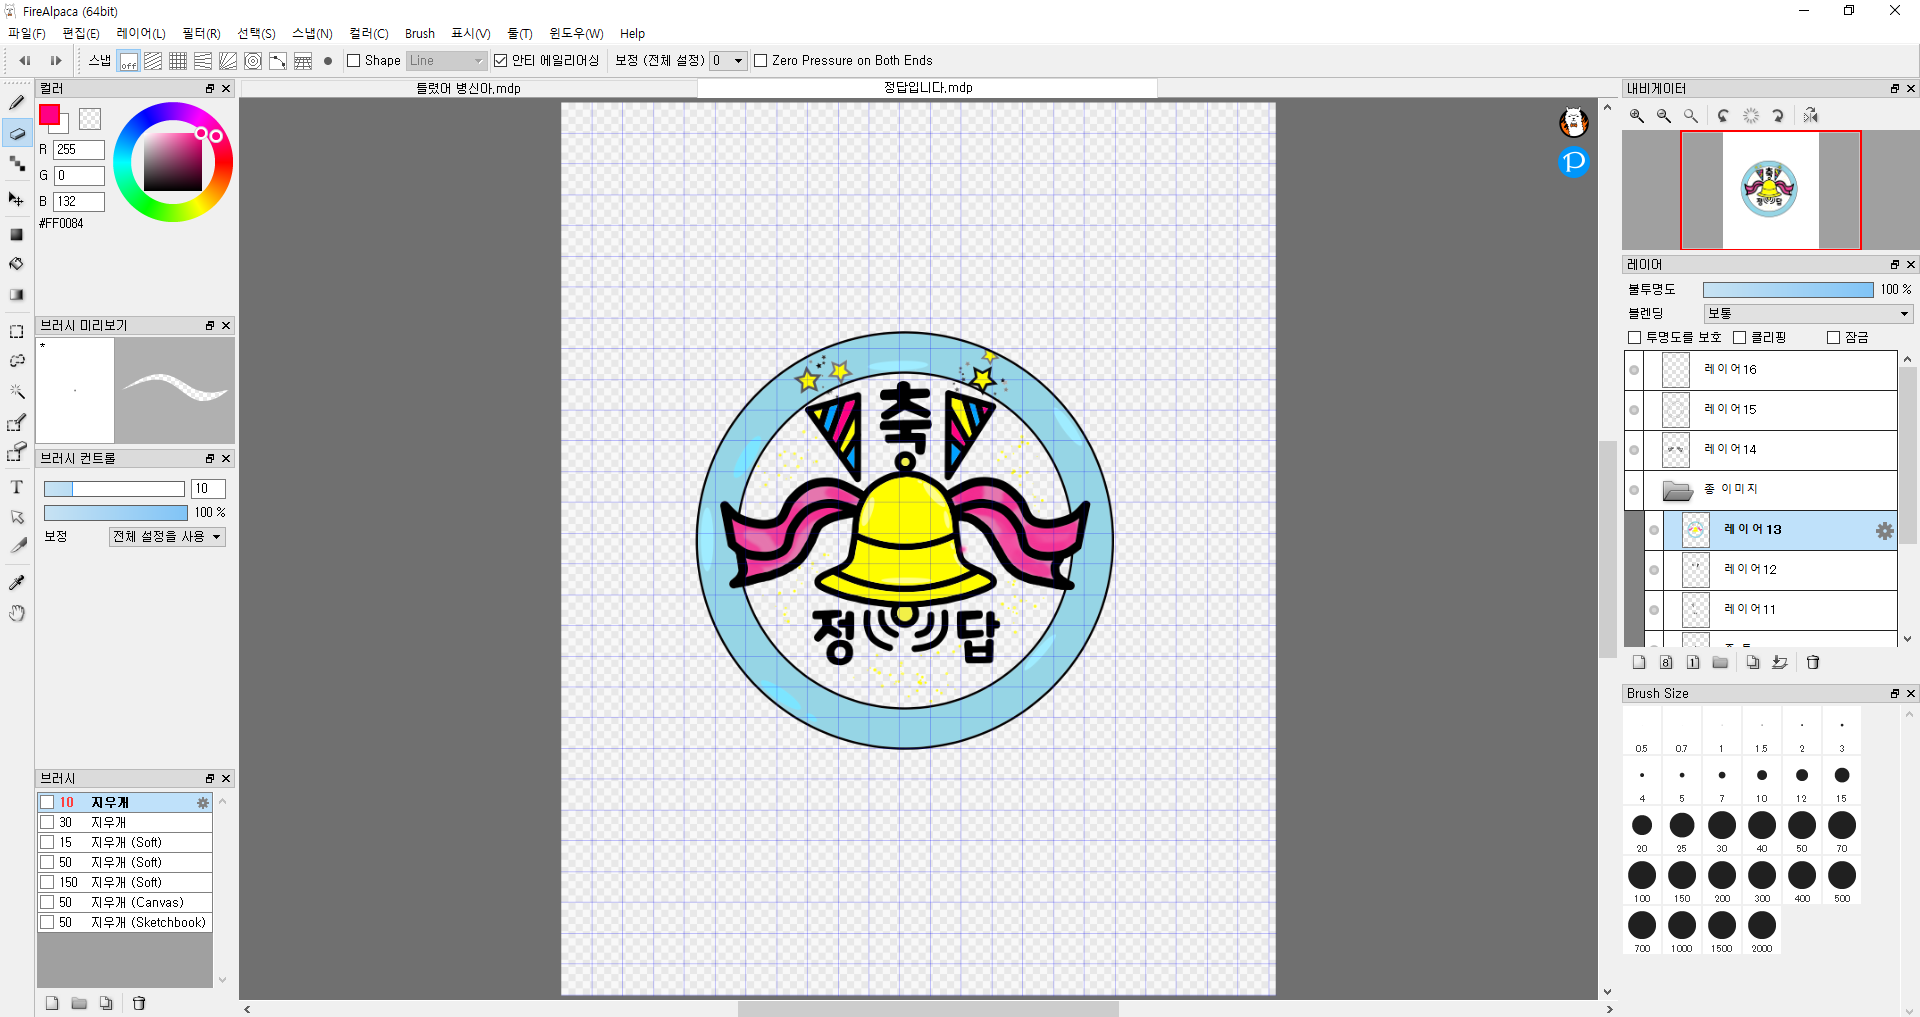 FireAlpaca (64bit)
파일(F) 편집(E) 레이어(L) 필터(R) 선택(S) 스냅(N) 컬러(C) Brush 표시(V) 툴(T) 윈도우(W) Help
스냅 off Shape Line 안티 에일리어싱 보정 (전체 설정) 0 Zero Pressure on Both Ends
컬러
틀렸어 병신아.mdp
정답입니다.mdp
R 255
G 0
B 132
#FF0084
브러시 미리보기
*
브러시 컨트롤
10
100 %
보정 전체 설정을 사용
브러시
10 지우개
30 지우개
15 지우개 (Soft)
50 지우개 (Soft)
150 지우개 (Soft)
50 지우개 (Canvas)
50 지우개 (Sketchbook)
축
정 답
P
내비게이터
축
정 답
레이어
불투명도 100 %
블렌딩 보통
투명도를 보호 클리핑 잠금
레이어16
레이어15
레이어14
종 이미지
레이어13
레이어12
레이어11
8 1
Brush Size
0.5 0.7 1 1.5 2 3
4 5 7 10 12 15
20 25 30 40 50 70
100 150 200 300 400 500
700 1000 1500 2000